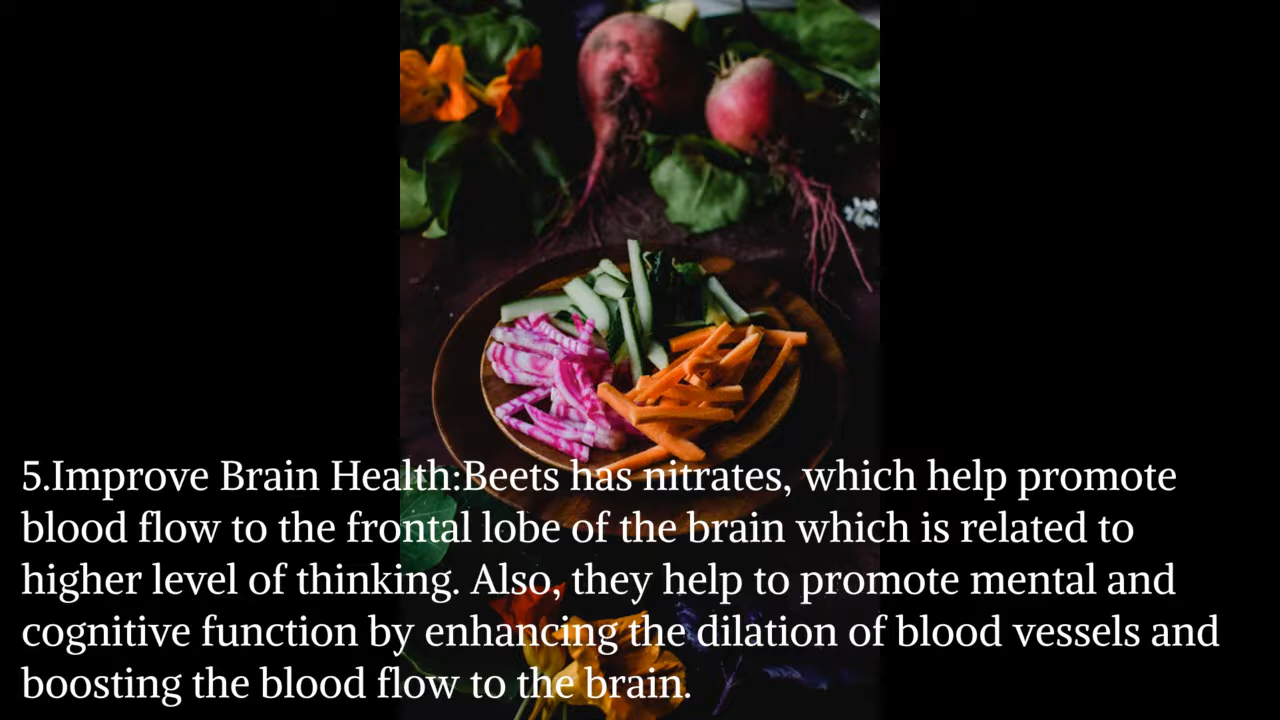 5.Improve Brain Health:Beets has nitrates, which help promote
blood flow to the frontal lobe of the brain which is related to
higher level of thinking. Also, they help to promote mental and
cognitive function by enhancing the dilation of blood vessels and
boosting the blood flow to the brain.